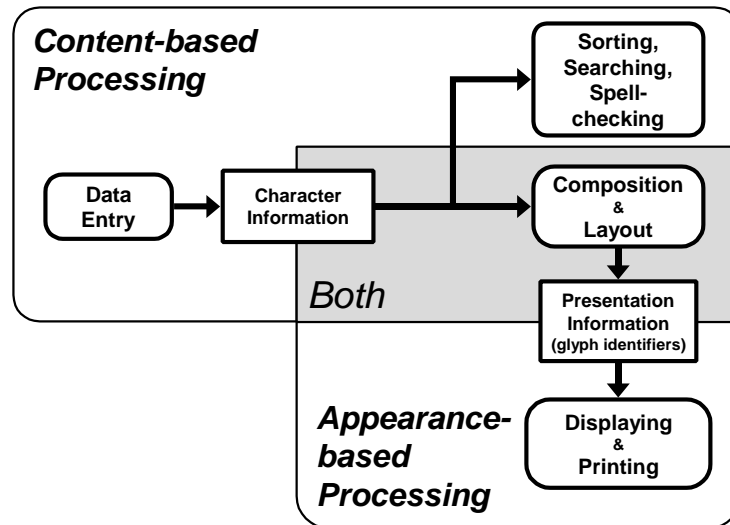 Content-based
Processing
Sorting,
Searching,
Spell-
checking
Data
Entry
Character
Information
Composition
&
Layout
Both
Presentation
Information
(glyph identifiers)
Appearance-
based
Processing
Displaying
&
Printing